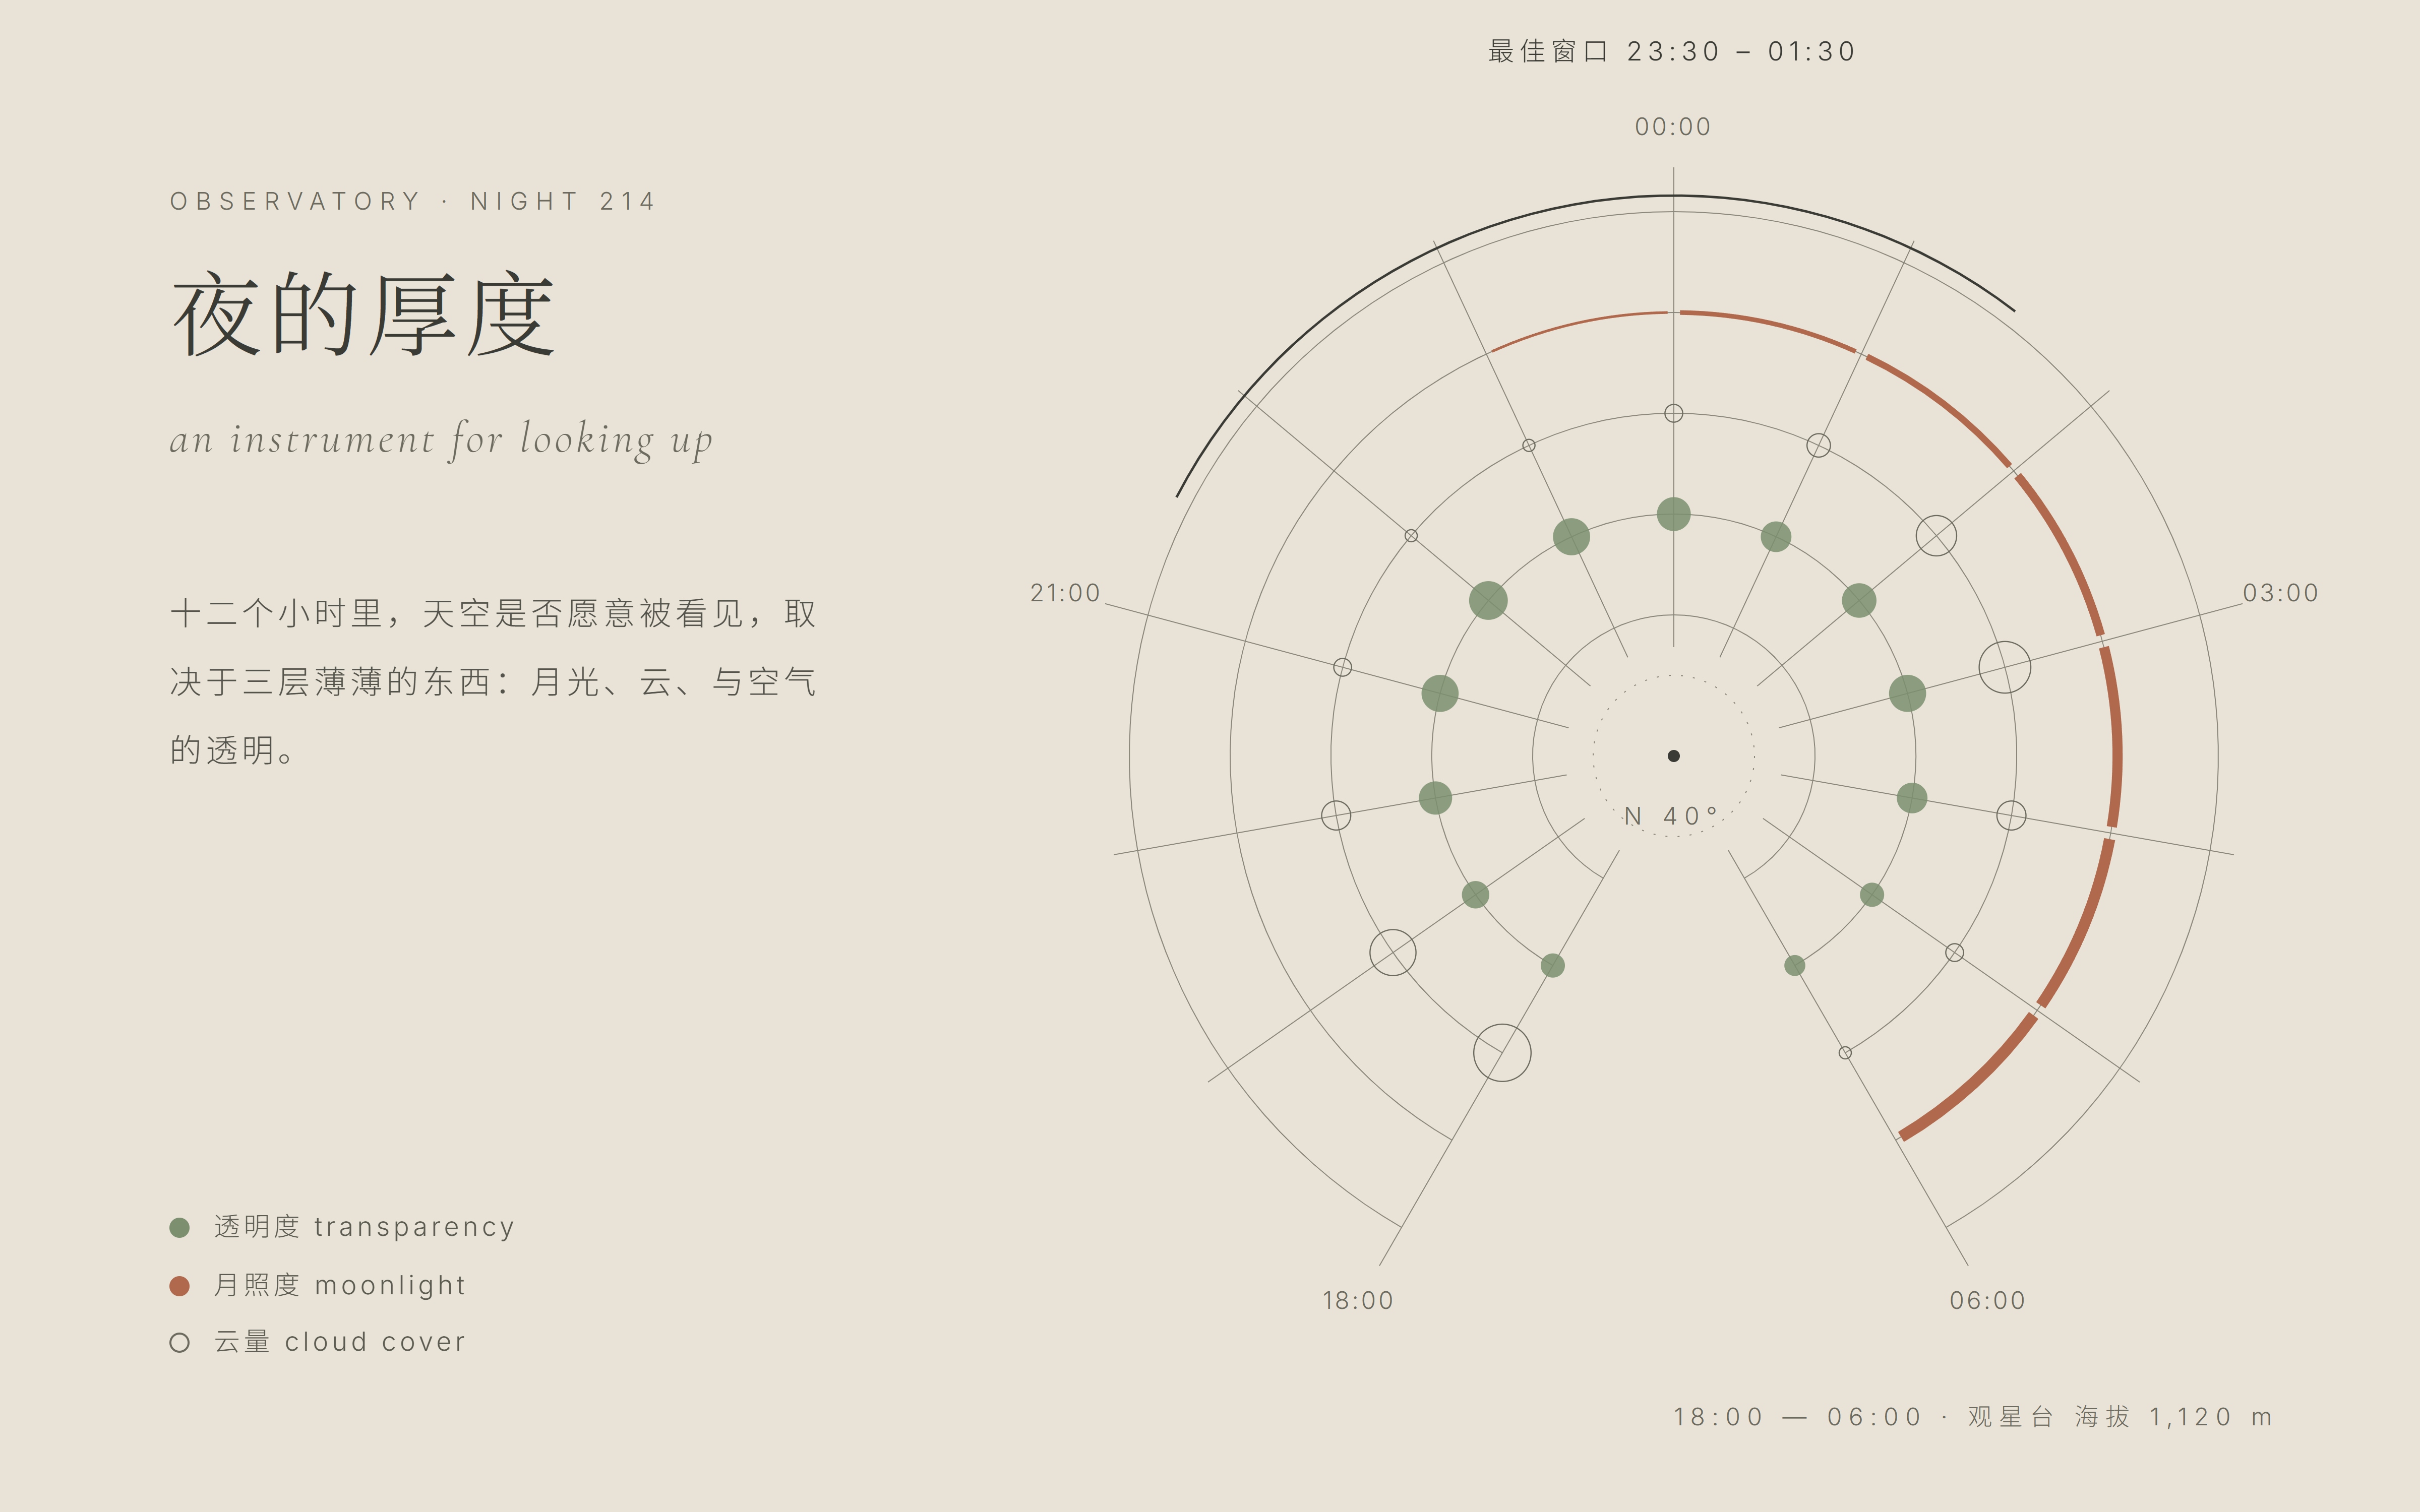 OBSERVATORY · NIGHT 214
夜的厚度
an instrument for looking up
十二个小时里，天空是否愿意被看见，取
决于三层薄薄的东西：月光、云、与空气
的透明。
透明度 transparency
月照度 moonlight
云量 cloud cover
最佳窗口 23:30 – 01:30
00:00
21:00
03:00
N 40°
18:00
06:00
18:00 — 06:00 · 观星台 海拔 1,120 m